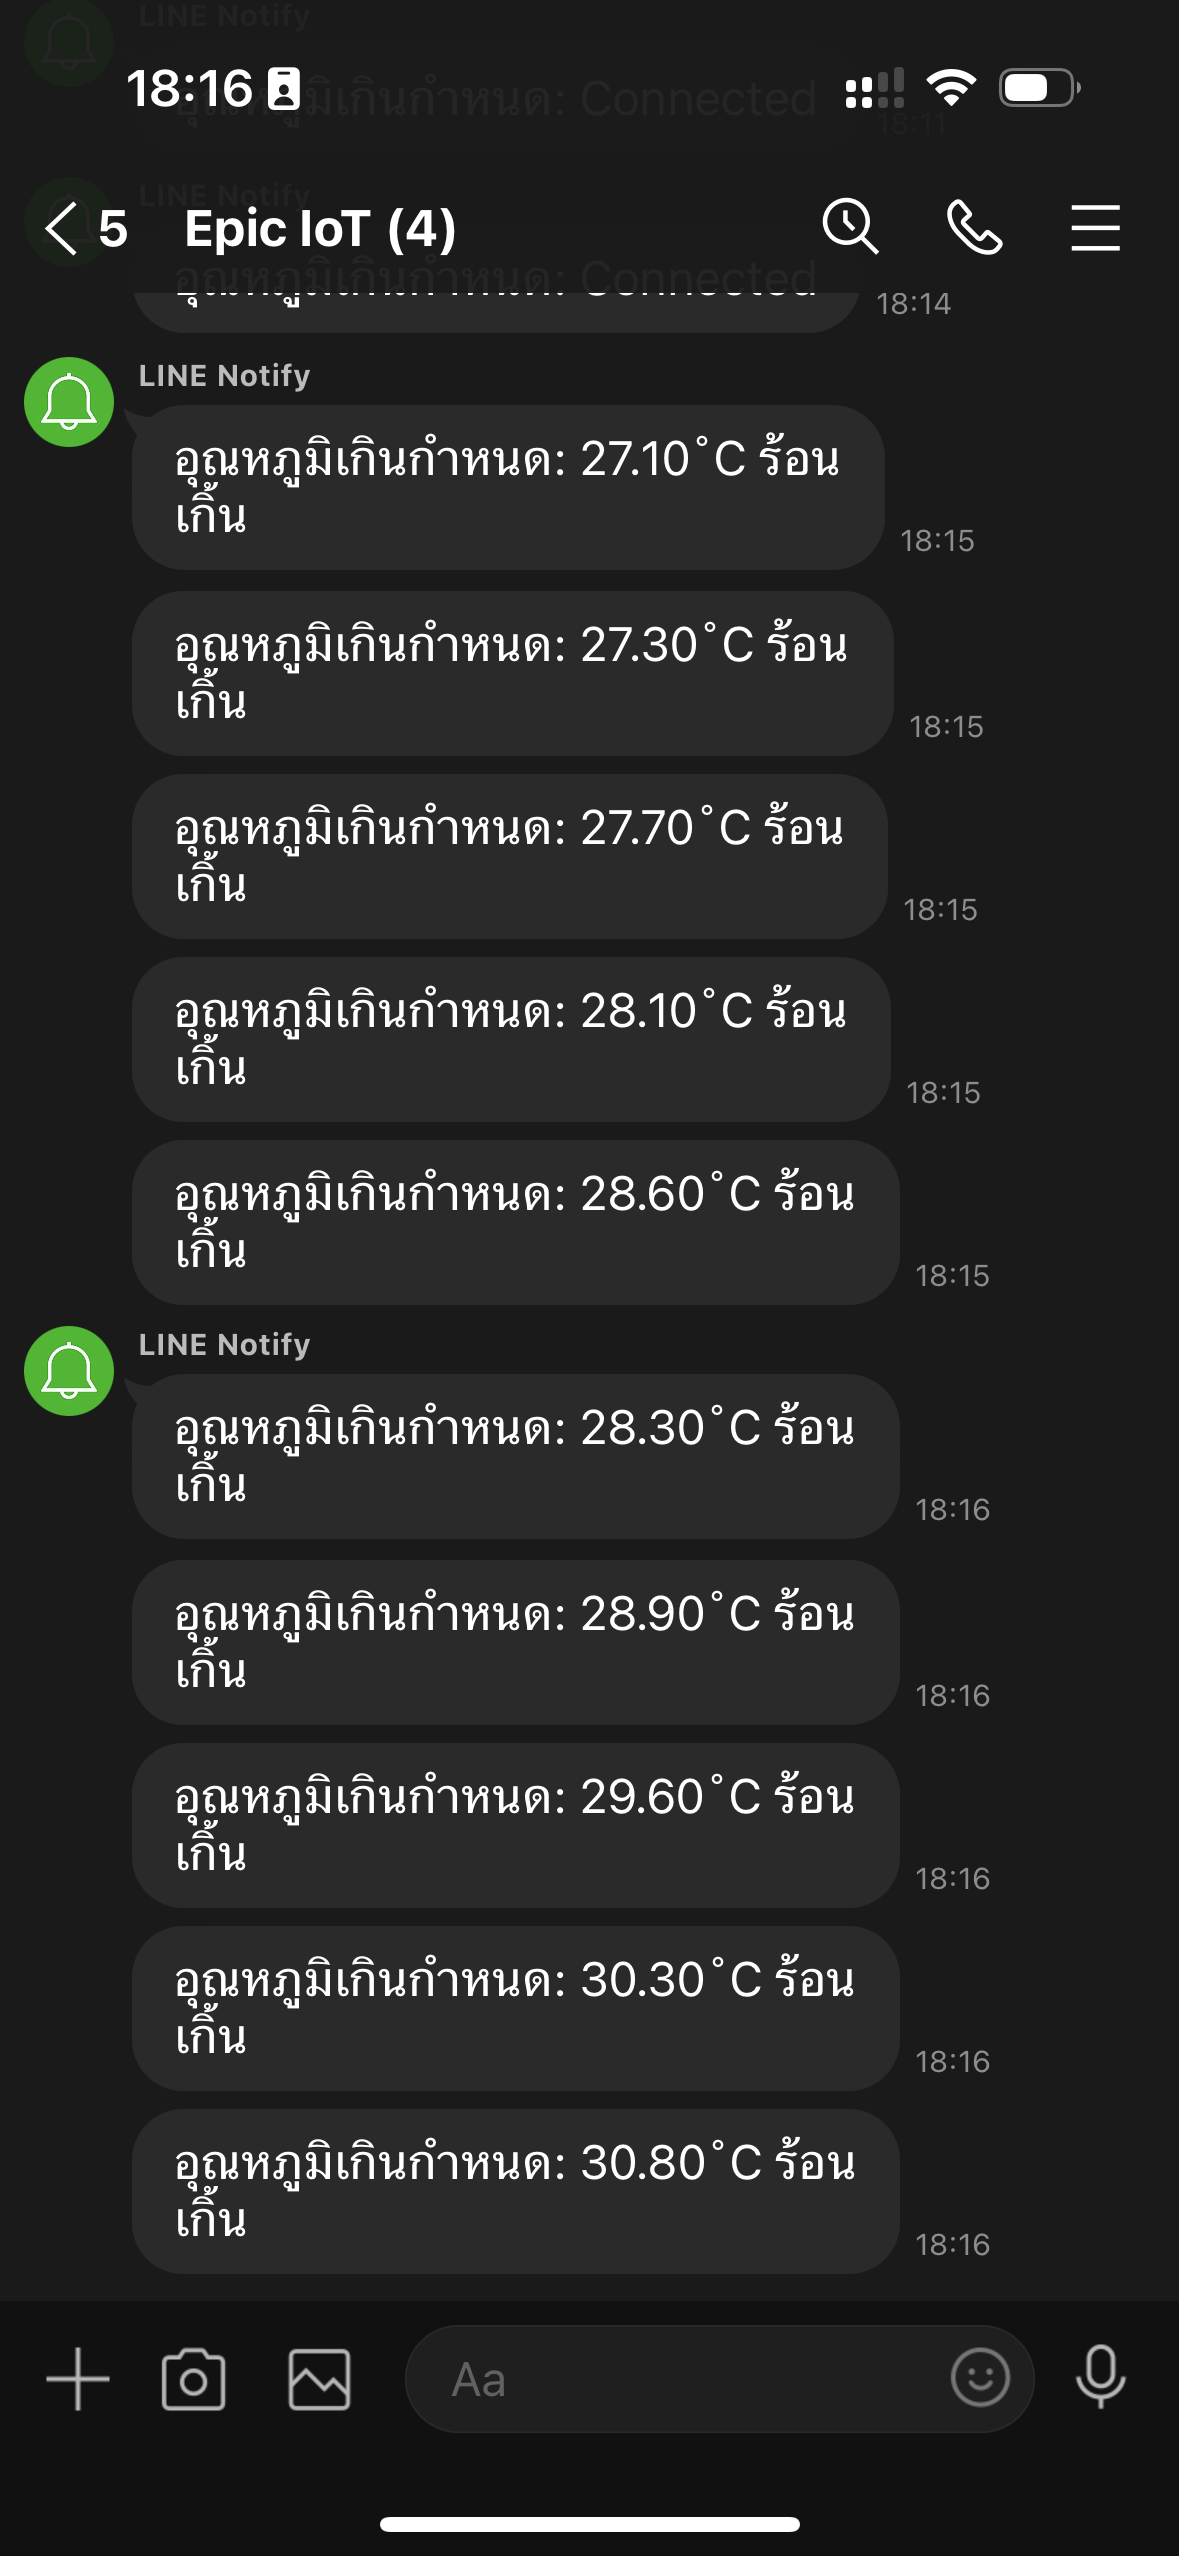 LINE Notify
18:16
อุณหภูมิเกินกำหนด: Connected
18:11
LINE Notify
5 Epic IoT (4)
อุณหภูมิเกินกำหนด: Connected
18:14
LINE Notify
อุณหภูมิเกินกำหนด: 27.10°C ร้อน
เกิ้น
18:15
อุณหภูมิเกินกำหนด: 27.30°C ร้อน
เกิ้น
18:15
อุณหภูมิเกินกำหนด: 27.70°C ร้อน
เกิ้น
18:15
อุณหภูมิเกินกำหนด: 28.10°C ร้อน
เกิ้น
18:15
อุณหภูมิเกินกำหนด: 28.60°C ร้อน
เกิ้น
18:15
LINE Notify
อุณหภูมิเกินกำหนด: 28.30°C ร้อน
เกิ้น
18:16
อุณหภูมิเกินกำหนด: 28.90°C ร้อน
เกิ้น
18:16
อุณหภูมิเกินกำหนด: 29.60°C ร้อน
เกิ้น
18:16
อุณหภูมิเกินกำหนด: 30.30°C ร้อน
เกิ้น
18:16
อุณหภูมิเกินกำหนด: 30.80°C ร้อน
เกิ้น
18:16
Aa